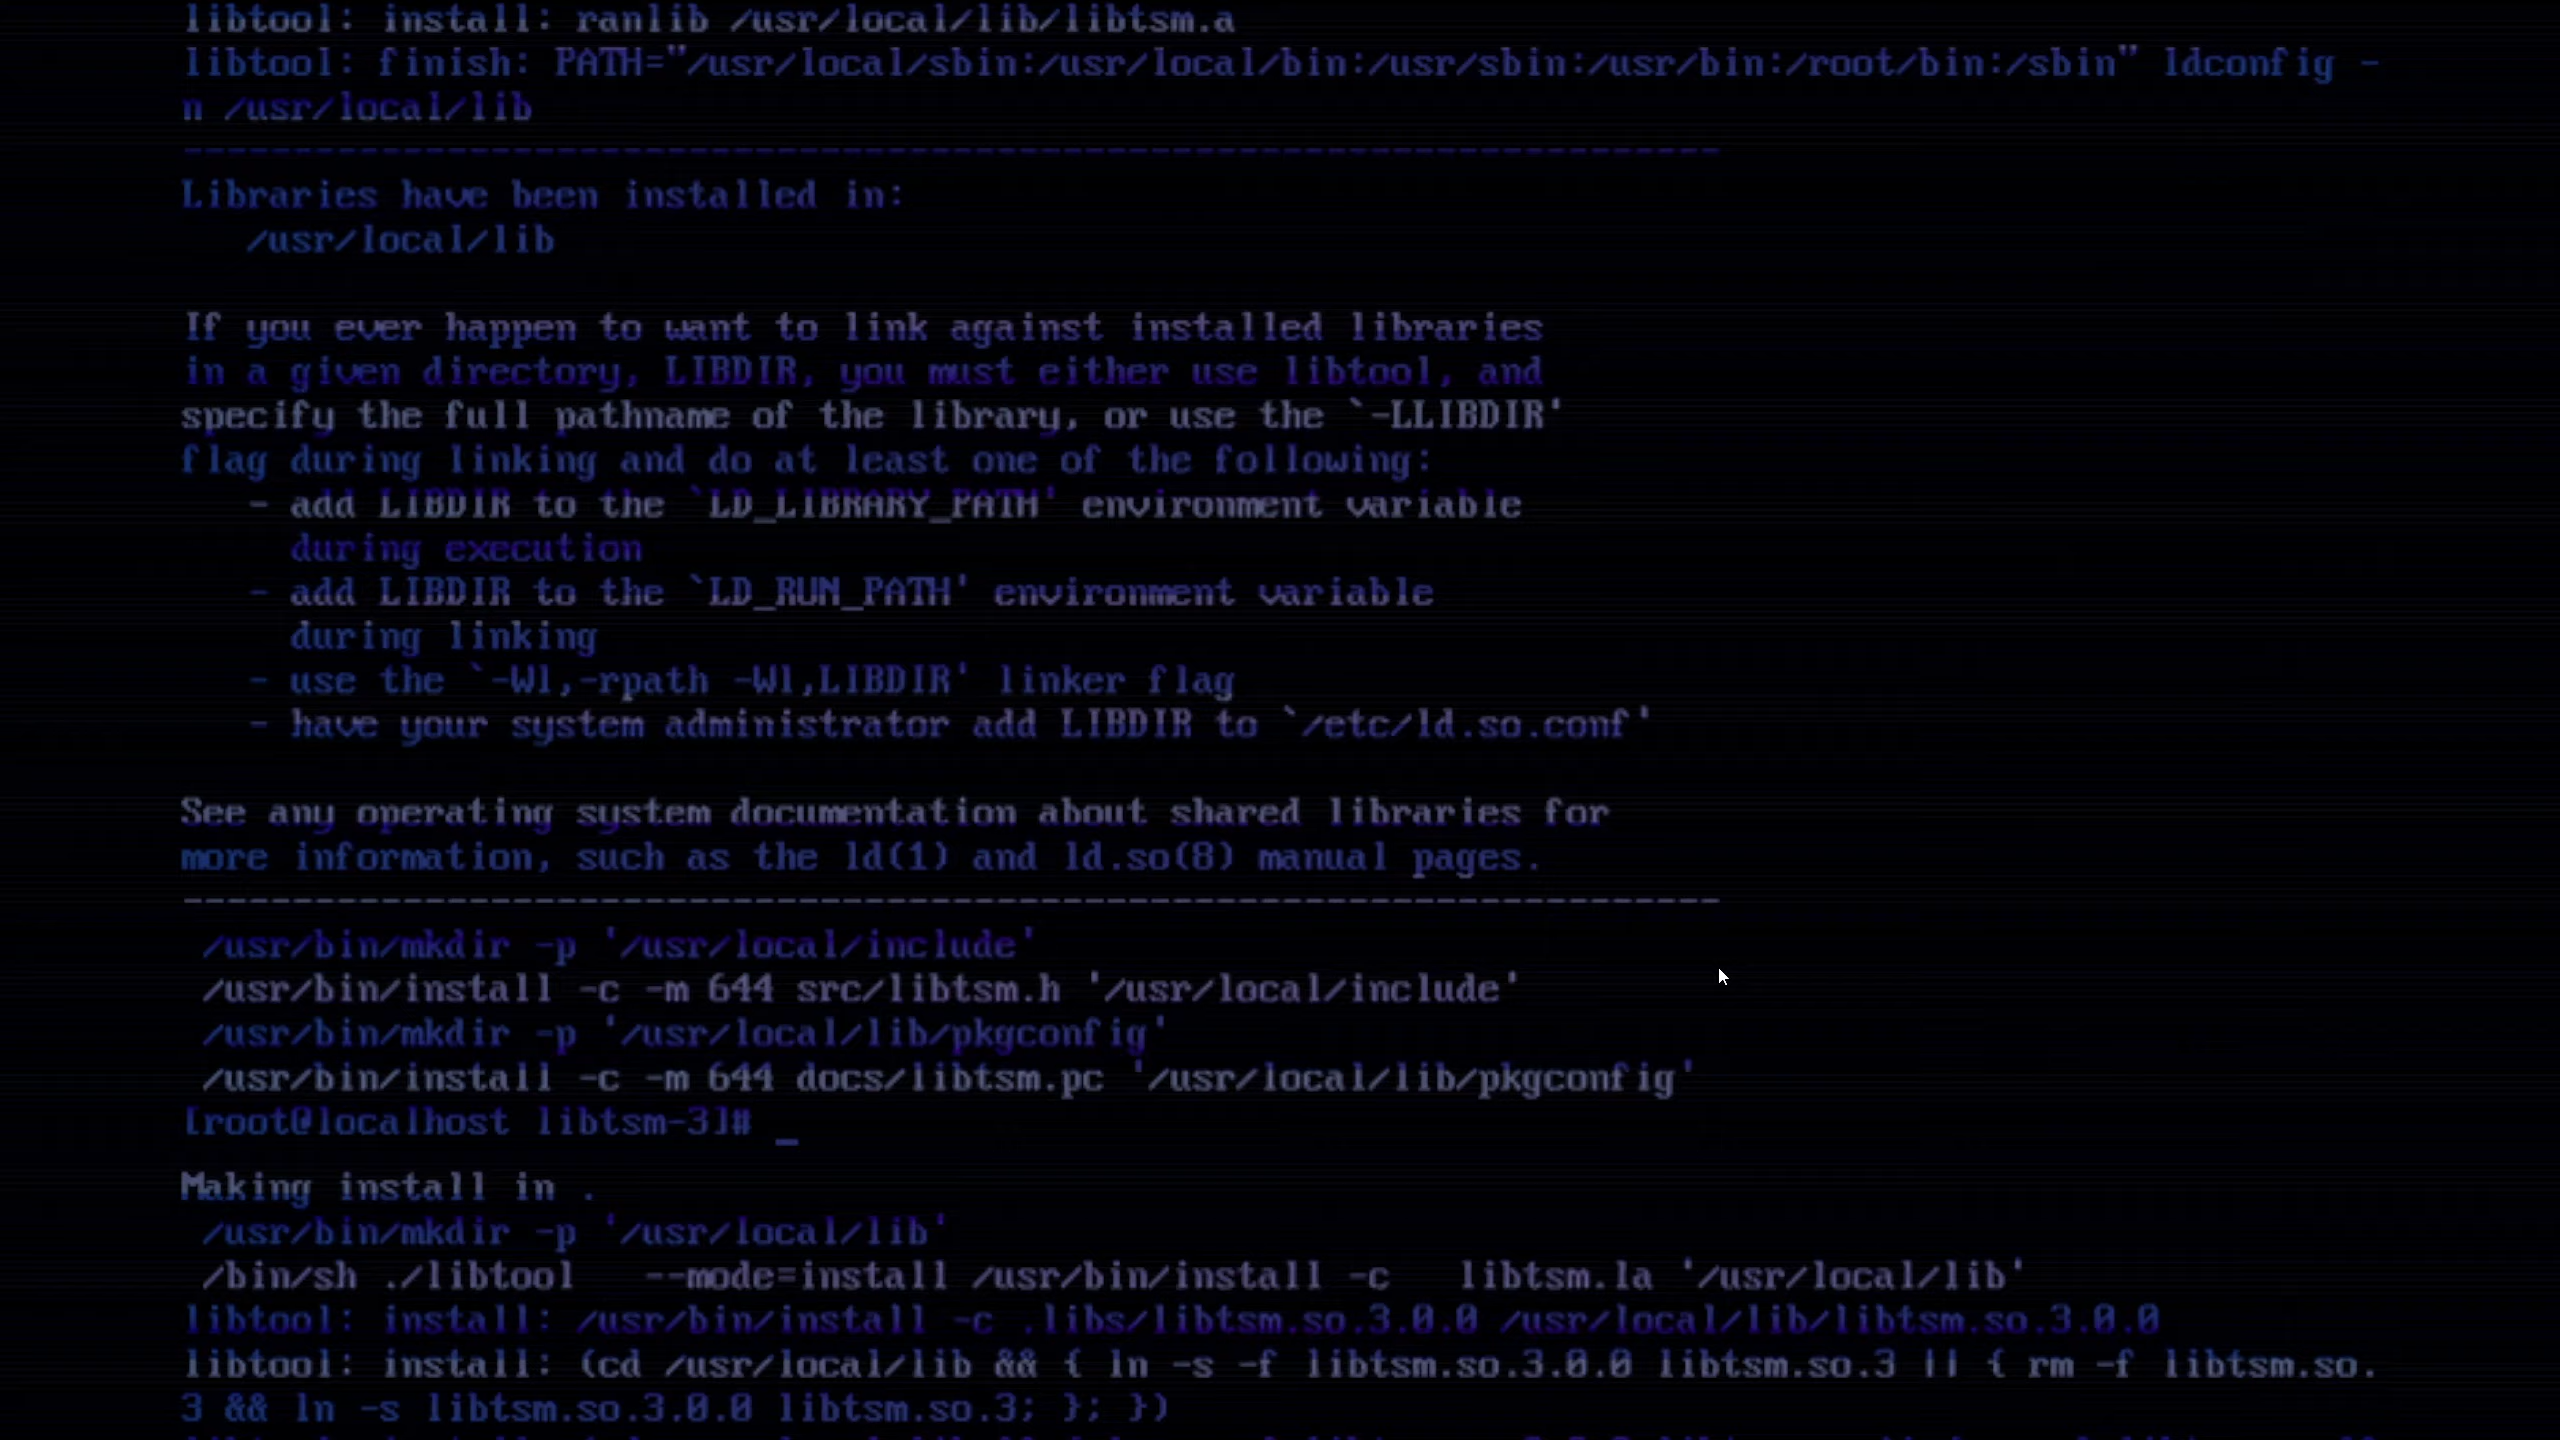 libtool: install: ranlib /usr/local/lib/libtsm.a
libtool: finish: PATH="/usr/local/sbin:/usr/local/bin:/usr/sbin:/usr/bin:/root/bin:/sbin" ldconfig -
n /usr/local/lib
----------------------------------------------------------------------
Libraries have been installed in:
   /usr/local/lib

If you ever happen to want to link against installed libraries
in a given directory, LIBDIR, you must either use libtool, and
specify the full pathname of the library, or use the `-LLIBDIR'
flag during linking and do at least one of the following:
   - add LIBDIR to the `LD_LIBRARY_PATH' environment variable
     during execution
   - add LIBDIR to the `LD_RUN_PATH' environment variable
     during linking
   - use the `-Wl,-rpath -Wl,LIBDIR' linker flag
   - have your system administrator add LIBDIR to `/etc/ld.so.conf'

See any operating system documentation about shared libraries for
more information, such as the ld(1) and ld.so(8) manual pages.
----------------------------------------------------------------------
 /usr/bin/mkdir -p '/usr/local/include'
 /usr/bin/install -c -m 644 src/libtsm.h '/usr/local/include'
 /usr/bin/mkdir -p '/usr/local/lib/pkgconfig'
 /usr/bin/install -c -m 644 docs/libtsm.pc '/usr/local/lib/pkgconfig'
[root@localhost libtsm-3]# _
Making install in .
 /usr/bin/mkdir -p '/usr/local/lib'
 /bin/sh ./libtool   --mode=install /usr/bin/install -c   libtsm.la '/usr/local/lib'
libtool: install: /usr/bin/install -c .libs/libtsm.so.3.0.0 /usr/local/lib/libtsm.so.3.0.0
libtool: install: (cd /usr/local/lib && { ln -s -f libtsm.so.3.0.0 libtsm.so.3 || { rm -f libtsm.so.
3 && ln -s libtsm.so.3.0.0 libtsm.so.3; }; })